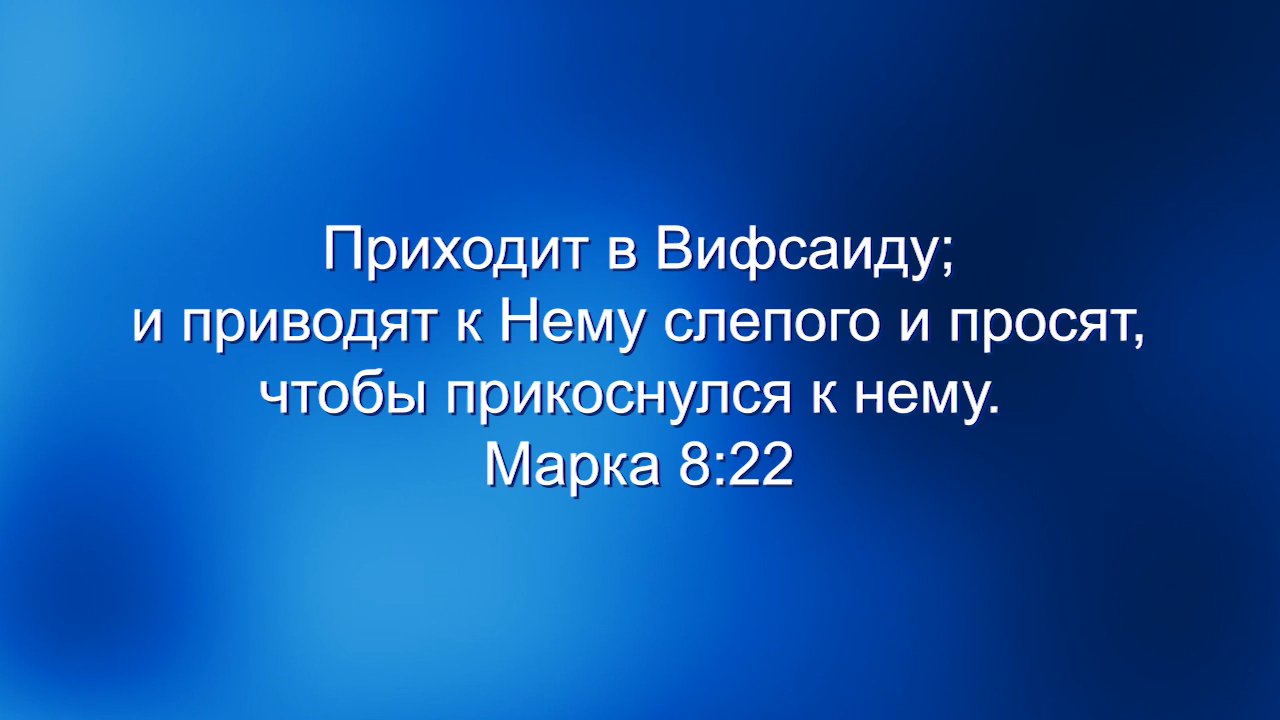 Приходит в Вифсаиду;
и приводят к Нему слепого и просят,
чтобы прикоснулся к нему.
Марка 8:22